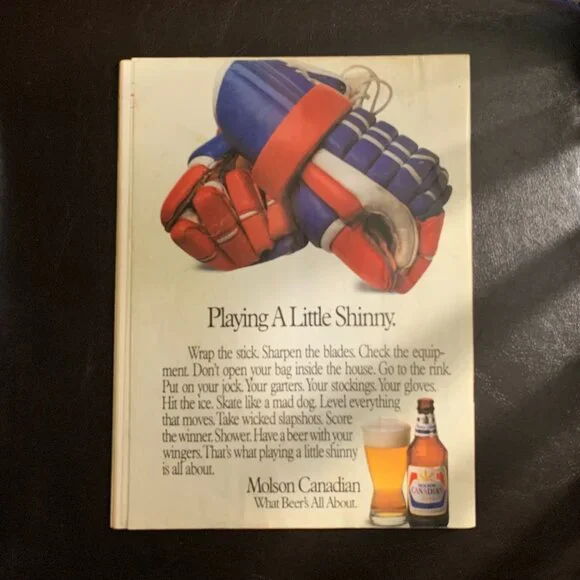 Playing A Little Shinny.
Wrap the stick. Sharpen the blades. Check the equip-
ment. Don't open your bag inside the house. Go to the rink.
Put on your jock. Your garters. Your stockings. Your gloves.
Hit the ice. Skate like a mad dog. Level everything
that moves. Take wicked slapshots. Score
the winner. Shower. Have a beer with your
wingers. That's what playing a little shinny
is all about.
Molson Canadian
What Beer's All About.
MOLSON
CANADIAN